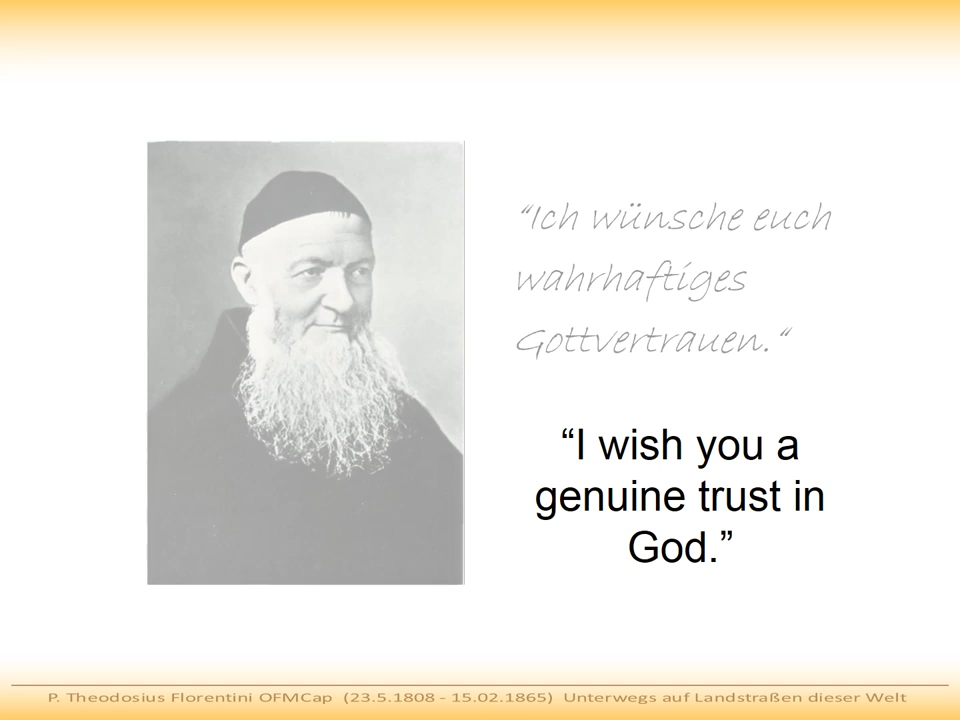 “Ich wünsche euch
wahrhaftiges
Gottvertrauen.“
“I wish you a
genuine trust in
God.”
P. Theodosius Florentini OFMCap (23.5.1808 - 15.02.1865) Unterwegs auf Landstraßen dieser Welt